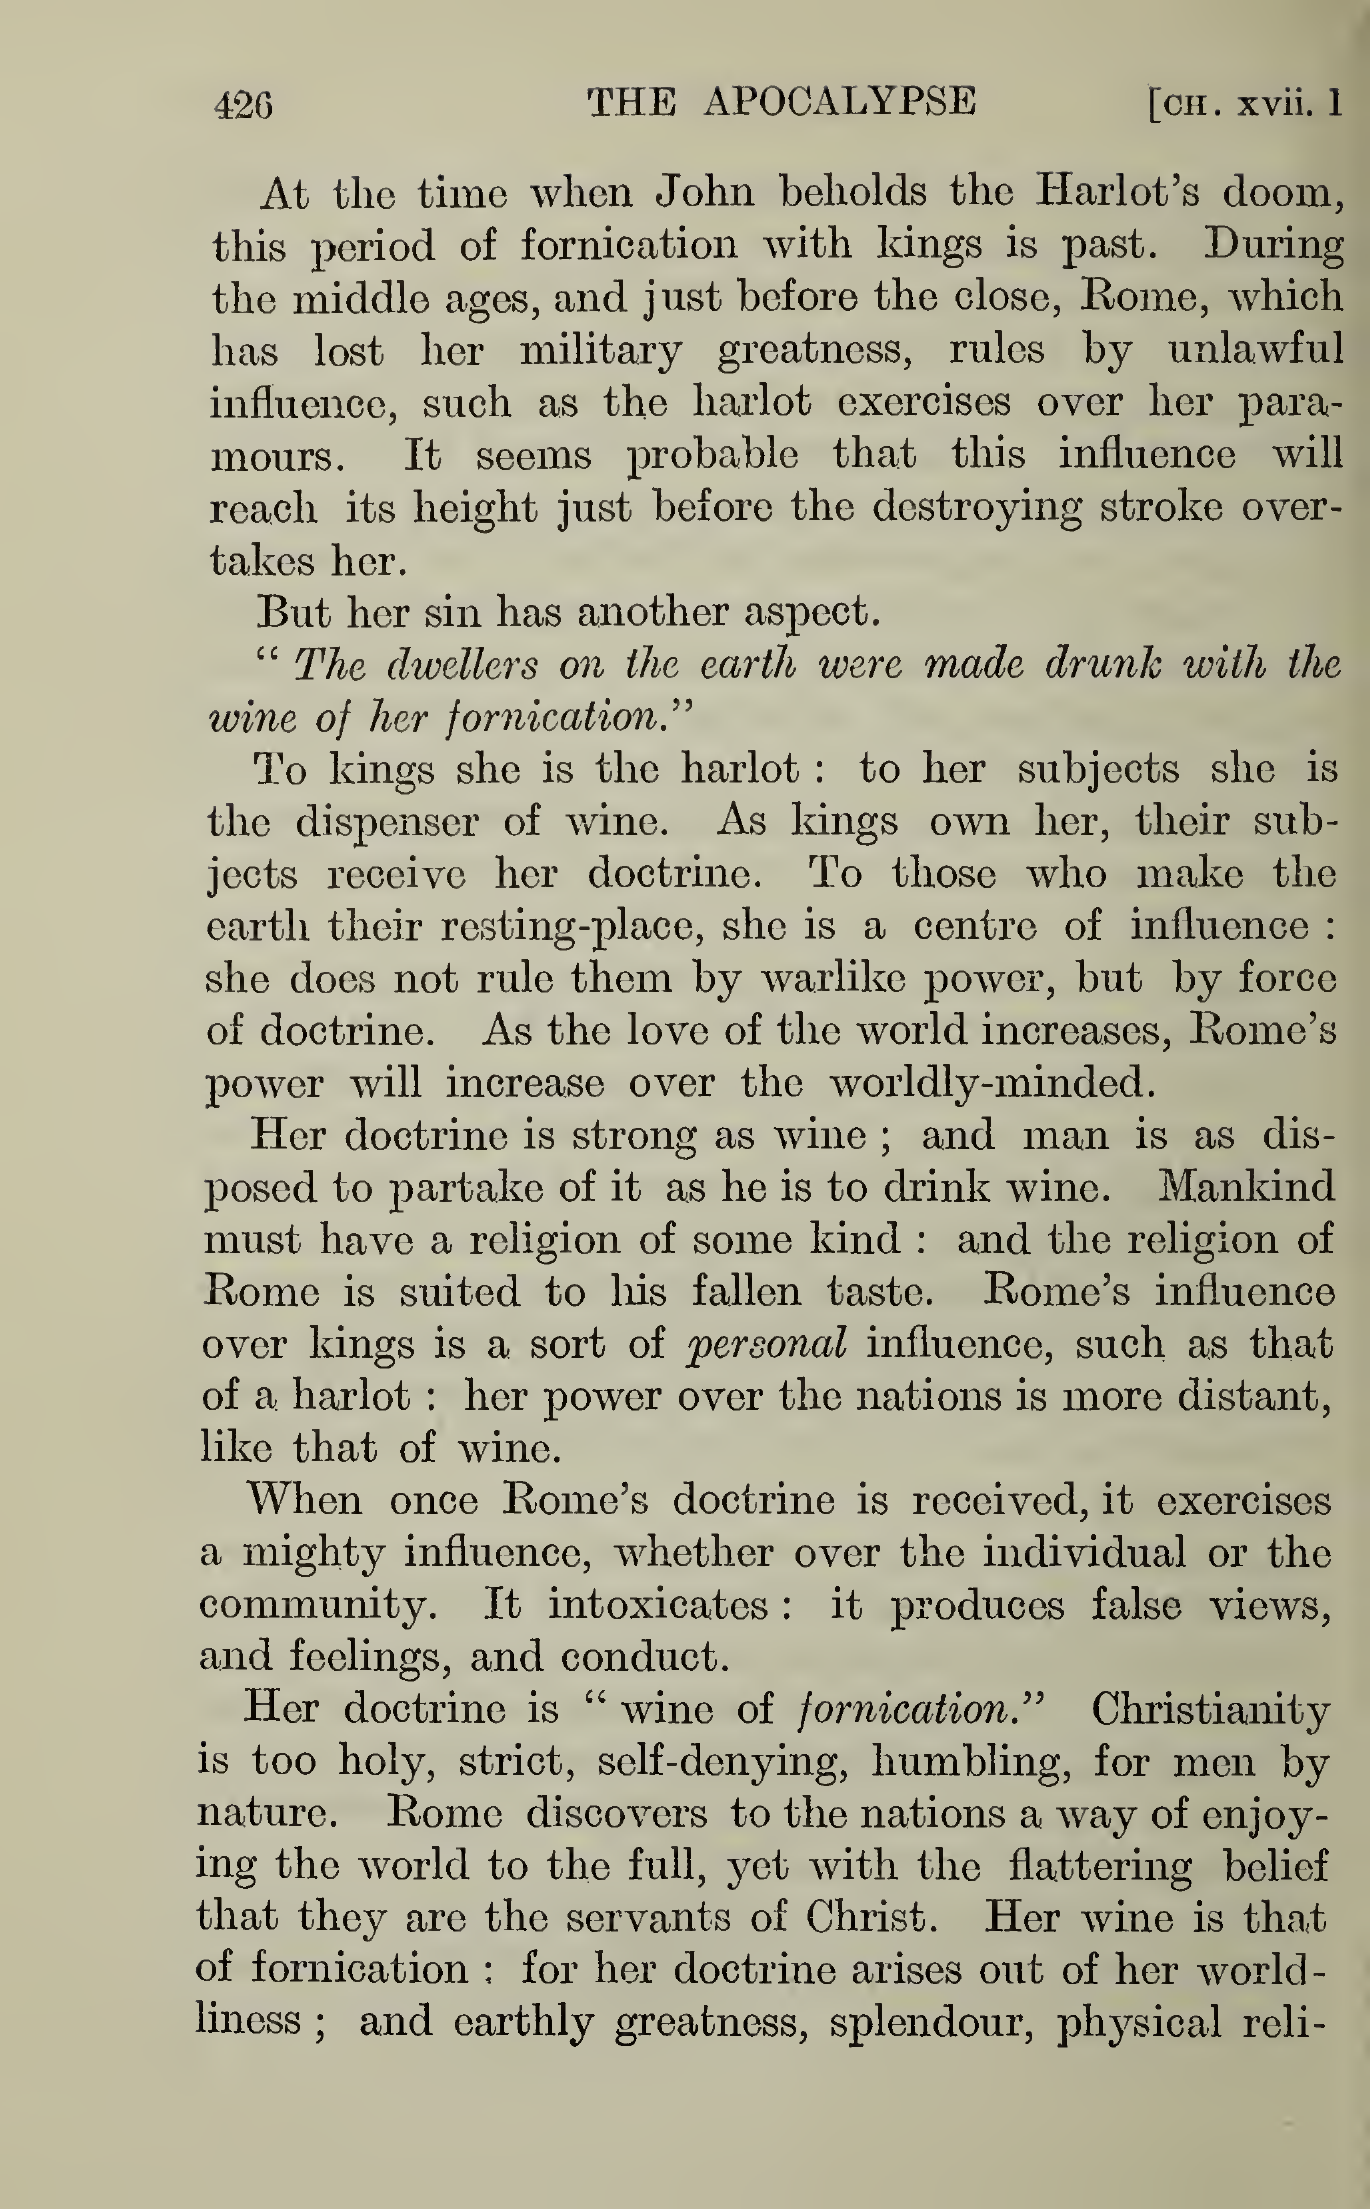 426 THE APOCALYPSE [CH. xvii. 1
At the time when John beholds the Harlot's doom,
this period of fornication with kings is past. During
the middle ages, and just before the close, Rome, which
has lost her military greatness, rules by unlawful
influence, such as the harlot exercises over her para-
mours. It seems probable that this influence will
reach its height just before the destroying stroke over-
takes her.
But her sin has another aspect.
“ The dwellers on the earth were made drunk with the
wine of her fornication.”
To kings she is the harlot : to her subjects she is
the dispenser of wine. As kings own her, their sub-
jects receive her doctrine. To those who make the
earth their resting-place, she is a centre of influence :
she does not rule them by warlike power, but by force
of doctrine. As the love of the world increases, Rome's
power will increase over the worldly-minded.
Her doctrine is strong as wine ; and man is as dis-
posed to partake of it as he is to drink wine. Mankind
must have a religion of some kind : and the religion of
Rome is suited to his fallen taste. Rome's influence
over kings is a sort of personal influence, such as that
of a harlot : her power over the nations is more distant,
like that of wine.
When once Rome's doctrine is received, it exercises
a mighty influence, whether over the individual or the
community. It intoxicates : it produces false views,
and feelings, and conduct.
Her doctrine is “ wine of fornication.” Christianity
is too holy, strict, self-denying, humbling, for men by
nature. Rome discovers to the nations a way of enjoy-
ing the world to the full, yet with the flattering belief
that they are the servants of Christ. Her wine is that
of fornication : for her doctrine arises out of her world-
liness ; and earthly greatness, splendour, physical reli-